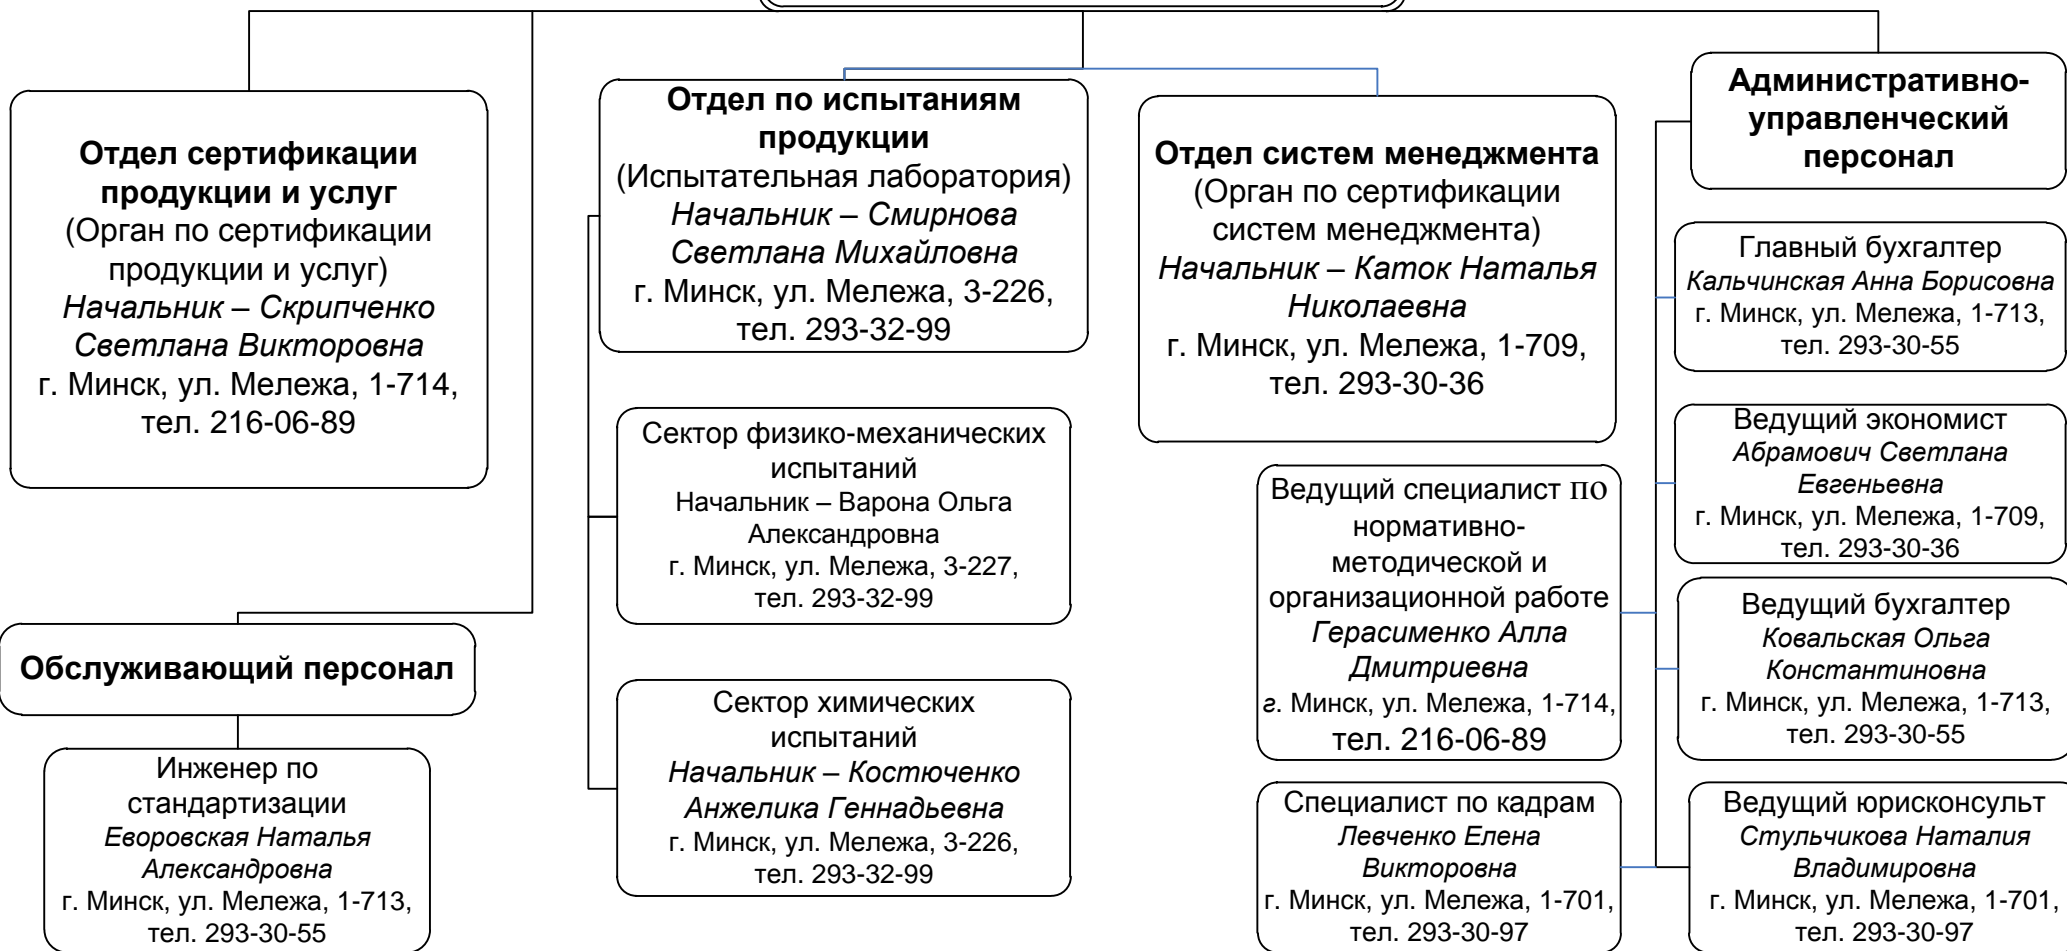 Отдел сертификации
продукции и услуг
(Орган по сертификации
продукции и услуг)
Начальник – Скрипченко
Светлана Викторовна
г. Минск, ул. Мележа, 1-714,
тел. 216-06-89
Обслуживающий персонал
Инженер по
стандартизации
Еворовская Наталья
Александровна
г. Минск, ул. Мележа, 1-713,
тел. 293-30-55
Отдел по испытаниям
продукции
(Испытательная лаборатория)
Начальник – Смирнова
Светлана Михайловна
г. Минск, ул. Мележа, 3-226,
тел. 293-32-99
Сектор физико-механических
испытаний
Начальник – Варона Ольга
Александровна
г. Минск, ул. Мележа, 3-227,
тел. 293-32-99
Сектор химических
испытаний
Начальник – Костюченко
Анжелика Геннадьевна
г. Минск, ул. Мележа, 3-226,
тел. 293-32-99
Отдел систем менеджмента
(Орган по сертификации
систем менеджмента)
Начальник – Каток Наталья
Николаевна
г. Минск, ул. Мележа, 1-709,
тел. 293-30-36
Административно-
управленческий
персонал
Главный бухгалтер
Кальчинская Анна Борисовна
г. Минск, ул. Мележа, 1-713,
тел. 293-30-55
Ведущий экономист
Абрамович Светлана
Евгеньевна
г. Минск, ул. Мележа, 1-709,
тел. 293-30-36
Ведущий бухгалтер
Ковальская Ольга
Константиновна
г. Минск, ул. Мележа, 1-713,
тел. 293-30-55
Ведущий юрисконсульт
Стульчикова Наталия
Владимировна
г. Минск, ул. Мележа, 1-701,
тел. 293-30-97
Ведущий специалист по
нормативно-
методической и
организационной работе
Герасименко Алла
Дмитриевна
г. Минск, ул. Мележа, 1-714,
тел. 216-06-89
Специалист по кадрам
Левченко Елена
Викторовна
г. Минск, ул. Мележа, 1-701,
тел. 293-30-97